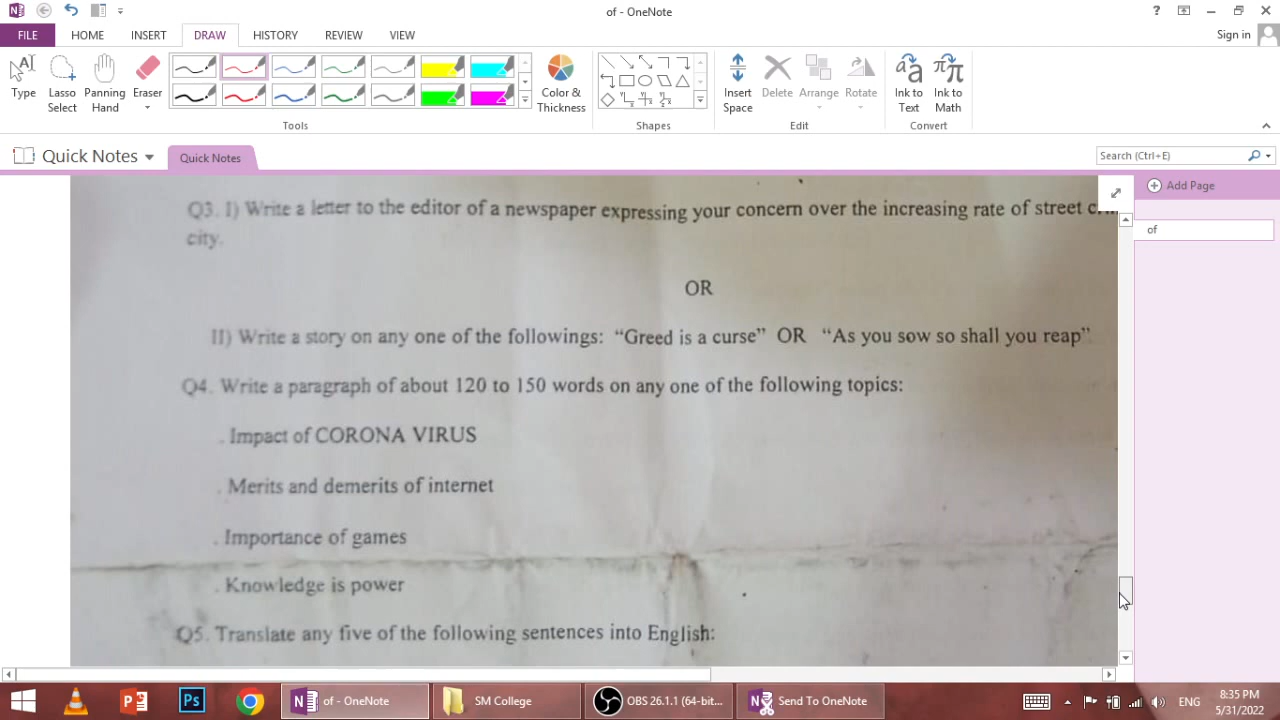 of - OneNote
?
FILE HOME INSERT DRAW HISTORY REVIEW VIEW
Sign in
Type
Lasso Select
Panning Hand
Eraser
Color & Thickness
Insert Space
Delete
Arrange
Rotate
Ink to Text
Ink to Math
Tools
Shapes
Edit
Convert
Quick Notes
Quick Notes
Search (Ctrl+E)
Add Page
of
Q3. I) Write a letter to the editor of a newspaper expressing your concern over the increasing rate of street
city.
OR
II) Write a story on any one of the followings: “Greed is a curse” OR “As you sow so shall you reap”
Q4. Write a paragraph of about 120 to 150 words on any one of the following topics:
. Impact of CORONA VIRUS
. Merits and demerits of internet
. Importance of games
. Knowledge is power
Q5. Translate any five of the following sentences into English:
of - OneNote
SM College
OBS 26.1.1 (64-bit...
Send To OneNote
ENG
8:35 PM
5/31/2022